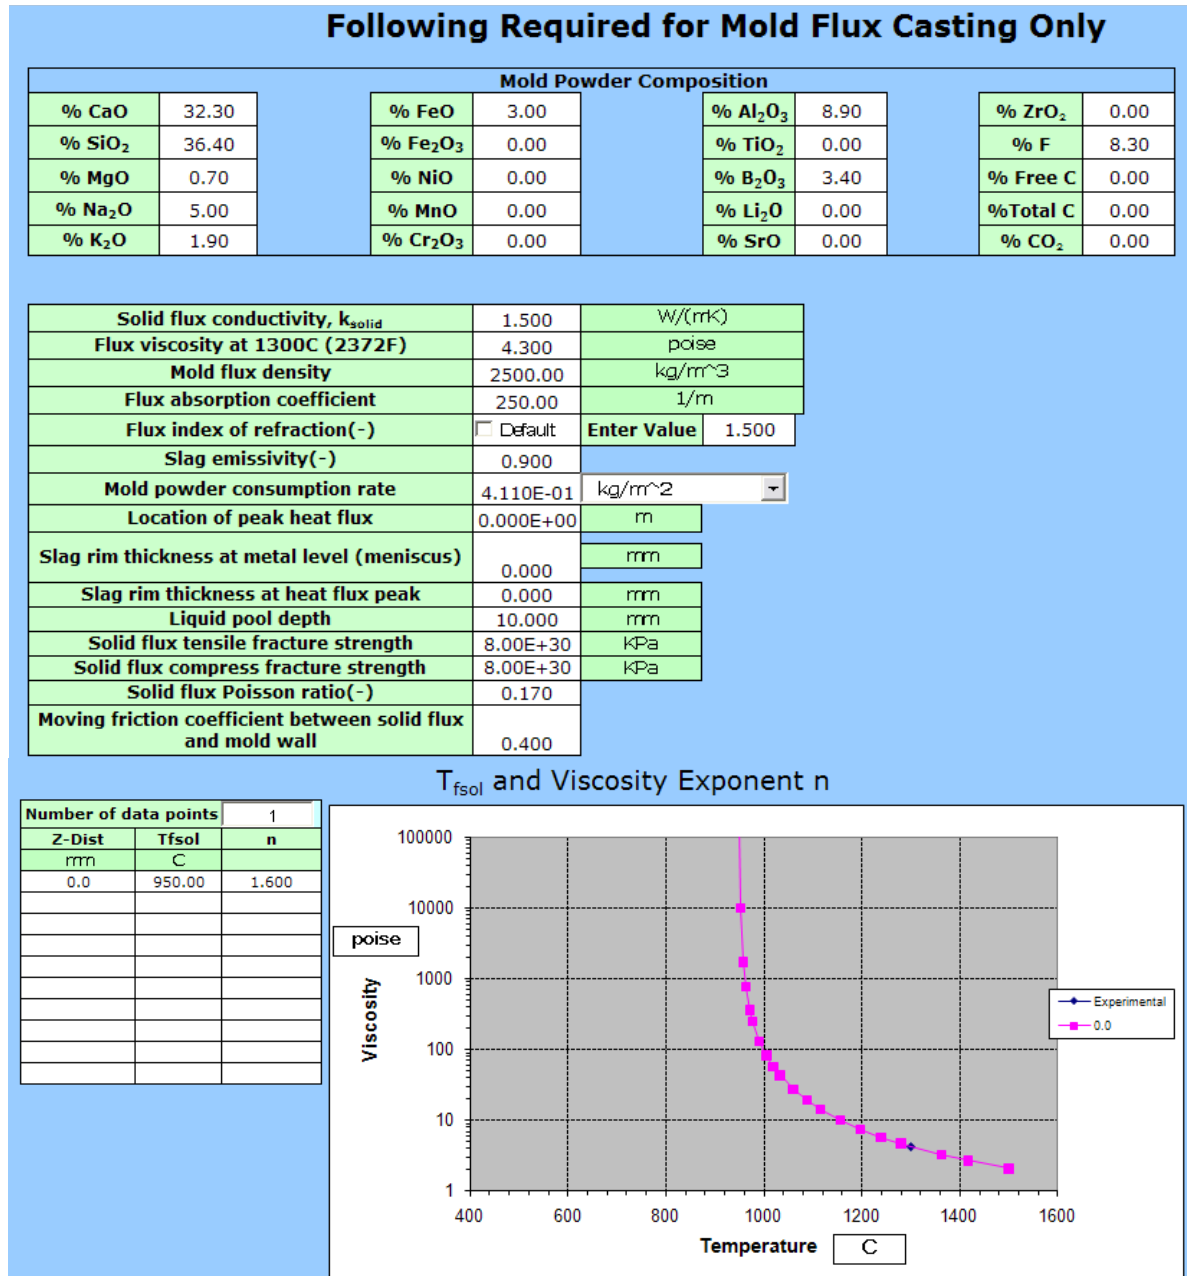 Following Required for Mold Flux Casting Only
Mold Powder Composition
% CaO 32.30 % FeO 3.00 % Al₂O₃ 8.90 % ZrO₂ 0.00
% SiO₂ 36.40 % Fe₂O₃ 0.00 % TiO₂ 0.00 % F 8.30
% MgO 0.70 % NiO 0.00 % B₂O₃ 3.40 % Free C 0.00
% Na₂O 5.00 % MnO 0.00 % Li₂O 0.00 %Total C 0.00
% K₂O 1.90 % Cr₂O₃ 0.00 % SrO 0.00 % CO₂ 0.00
Solid flux conductivity, kₛₒₗᵢd 1.500 W/(mK)
Flux viscosity at 1300C (2372F) 4.300 poise
Mold flux density 2500.00 kg/m^3
Flux absorption coefficient 250.00 1/m
Flux index of refraction(-) Default Enter Value 1.500
Slag emissivity(-) 0.900
Mold powder consumption rate 4.110E-01 kg/m^2
Location of peak heat flux 0.000E+00 m
Slag rim thickness at metal level (meniscus) 0.000 mm
Slag rim thickness at heat flux peak 0.000 mm
Liquid pool depth 10.000 mm
Solid flux tensile fracture strength 8.00E+30 KPa
Solid flux compress fracture strength 8.00E+30 KPa
Solid flux Poisson ratio(-) 0.170
Moving friction coefficient between solid flux
and mold wall 0.400
Tfsol and Viscosity Exponent n
Number of data points 1
Z-Dist Tfsol n
mm C
0.0 950.00 1.600
100000
10000
poise
1000
Viscosity
100
10
1
Experimental
0.0
400 600 800 1000 1200 1400 1600
Temperature C